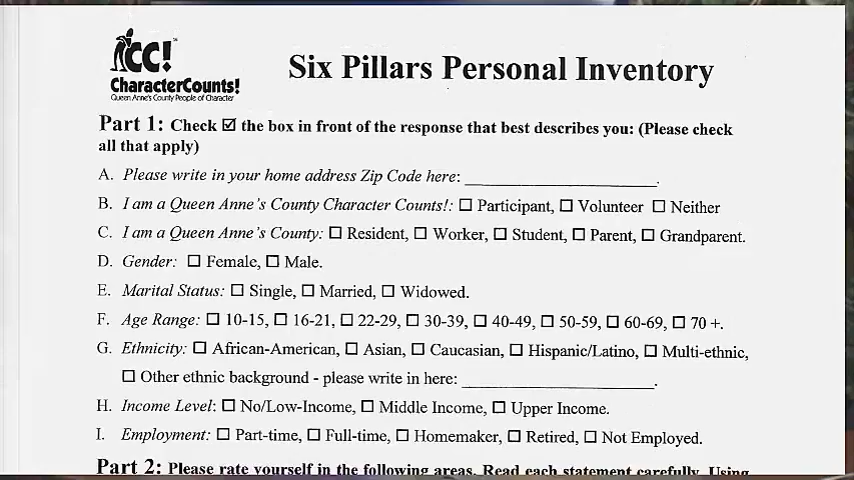 CC!
CharacterCounts!
Queen Anne's County People of Character
Six Pillars Personal Inventory
Part 1: Check ☑ the box in front of the response that best describes you: (Please check
all that apply)
A. Please write in your home address Zip Code here: ____________________.
B. I am a Queen Anne's County Character Counts!: ☐ Participant, ☐ Volunteer ☐ Neither
C. I am a Queen Anne's County: ☐ Resident, ☐ Worker, ☐ Student, ☐ Parent, ☐ Grandparent.
D. Gender: ☐ Female, ☐ Male.
E. Marital Status: ☐ Single, ☐ Married, ☐ Widowed.
F. Age Range: ☐ 10-15, ☐ 16-21, ☐ 22-29, ☐ 30-39, ☐ 40-49, ☐ 50-59, ☐ 60-69, ☐ 70 +.
G. Ethnicity: ☐ African-American, ☐ Asian, ☐ Caucasian, ☐ Hispanic/Latino, ☐ Multi-ethnic,
☐ Other ethnic background - please write in here: ____________________.
H. Income Level: ☐ No/Low-Income, ☐ Middle Income, ☐ Upper Income.
I. Employment: ☐ Part-time, ☐ Full-time, ☐ Homemaker, ☐ Retired, ☐ Not Employed.
Part 2: Please rate yourself in the following areas. Read each statement carefully. Using